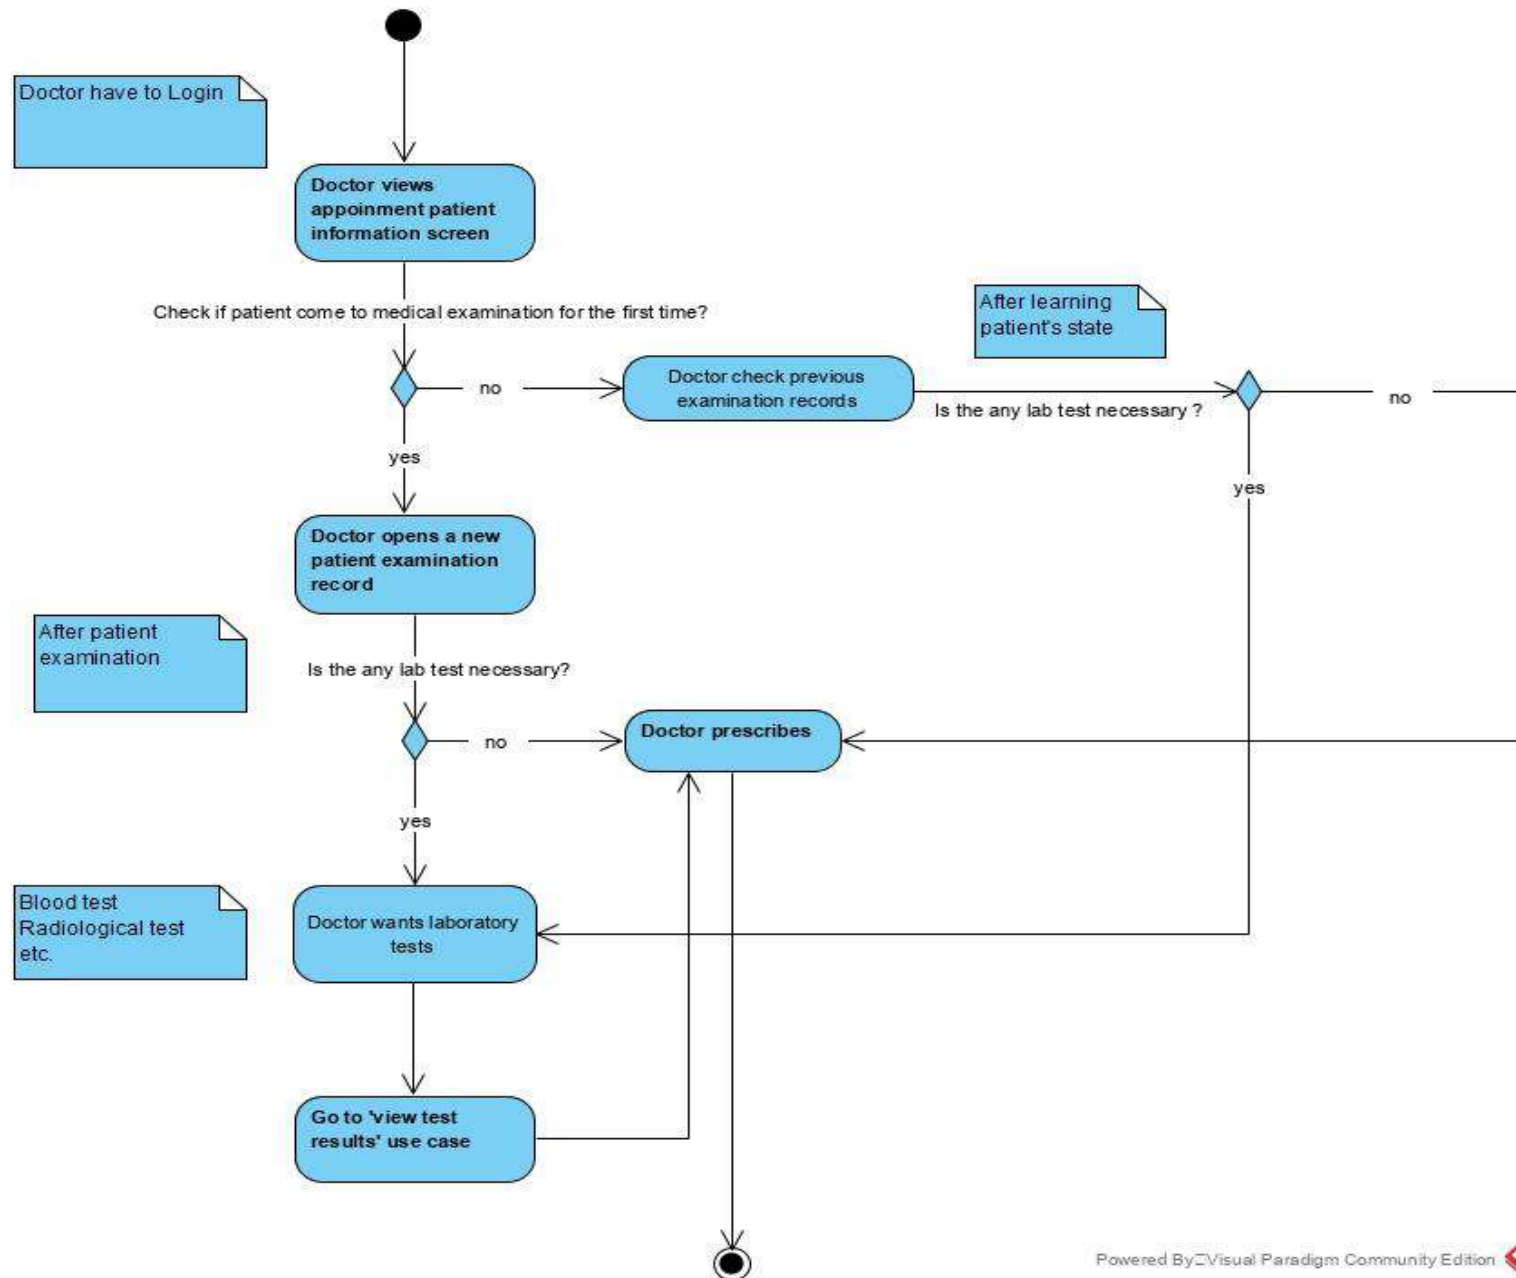 Doctor have to Login
Doctor views
appoinment patient
information screen
Check if patient come to medical examination for the first time?
After learning
patient's state
no
Doctor check previous
examination records
Is the any lab test necessary ?
no
yes
yes
Doctor opens a new
patient examination
record
After patient
examination
Is the any lab test necessary?
no
Doctor prescribes
yes
Blood test
Radiological test
etc.
Doctor wants laboratory
tests
Go to 'view test
results' use case
Powered By Visual Paradigm Community Edition